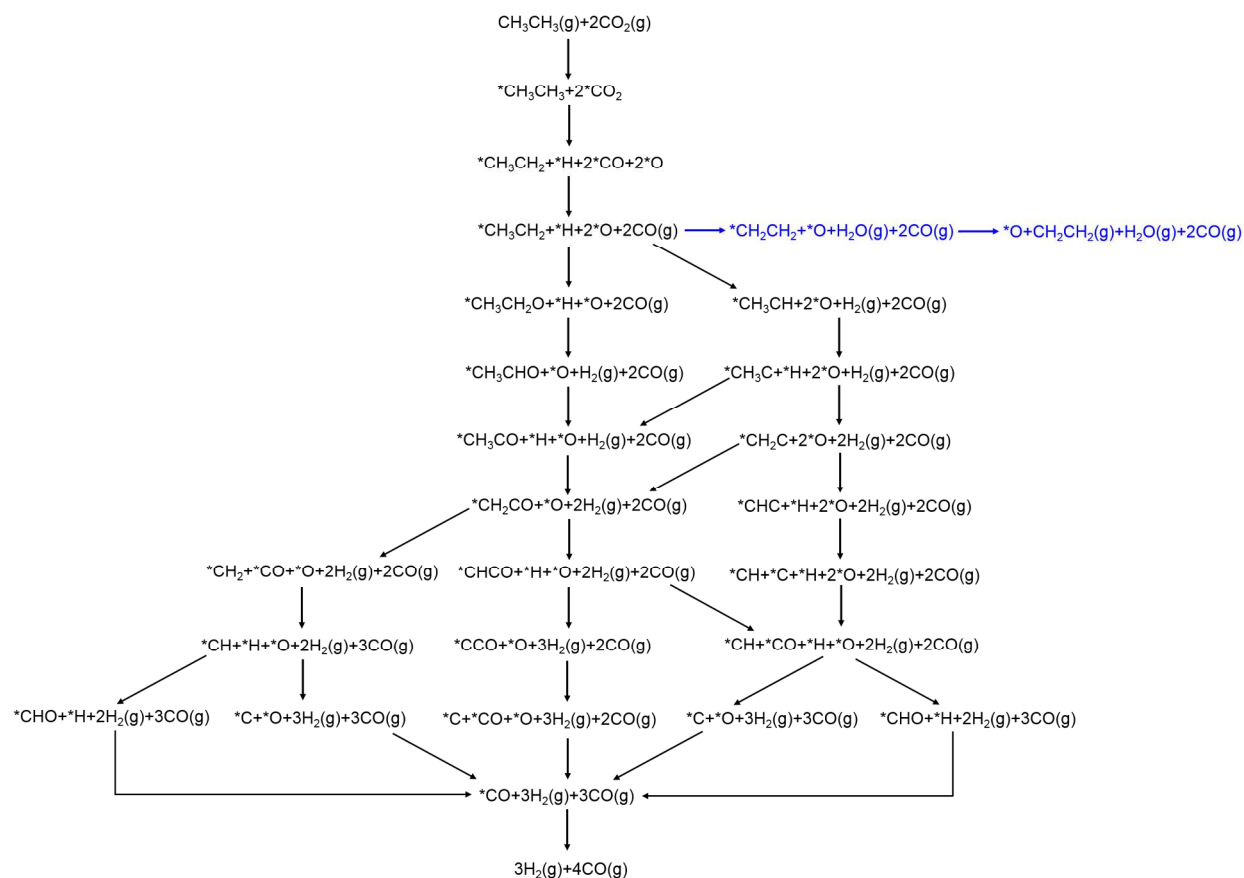 CH₃CH₃(g)+2CO₂(g)
*CH₃CH₃+2*CO₂
*CH₃CH₂+*H+2*CO+2*O
*CH₃CH₂+*H+2*O+2CO(g)
*CH₂CH₂+*O+H₂O(g)+2CO(g)
*O+CH₂CH₂(g)+H₂O(g)+2CO(g)
*CH₃CH₂O+*H+*O+2CO(g)
*CH₃CH+2*O+H₂(g)+2CO(g)
*CH₃CHO+*O+H₂(g)+2CO(g)
*CH₃C+*H+2*O+H₂(g)+2CO(g)
*CH₃CO+*H+*O+H₂(g)+2CO(g)
*CH₂C+2*O+2H₂(g)+2CO(g)
*CH₂CO+*O+2H₂(g)+2CO(g)
*CHC+*H+2*O+2H₂(g)+2CO(g)
*CH₂+*CO+*O+2H₂(g)+2CO(g)
*CHCO+*H+*O+2H₂(g)+2CO(g)
*CH+*C+*H+2*O+2H₂(g)+2CO(g)
*CH+*H+*O+2H₂(g)+3CO(g)
*CCO+*O+3H₂(g)+2CO(g)
*CH+*CO+*H+*O+2H₂(g)+2CO(g)
*CHO+*H+2H₂(g)+3CO(g)
*C+*O+3H₂(g)+3CO(g)
*C+*CO+*O+3H₂(g)+2CO(g)
*C+*O+3H₂(g)+3CO(g)
*CHO+*H+2H₂(g)+3CO(g)
*CO+3H₂(g)+3CO(g)
3H₂(g)+4CO(g)